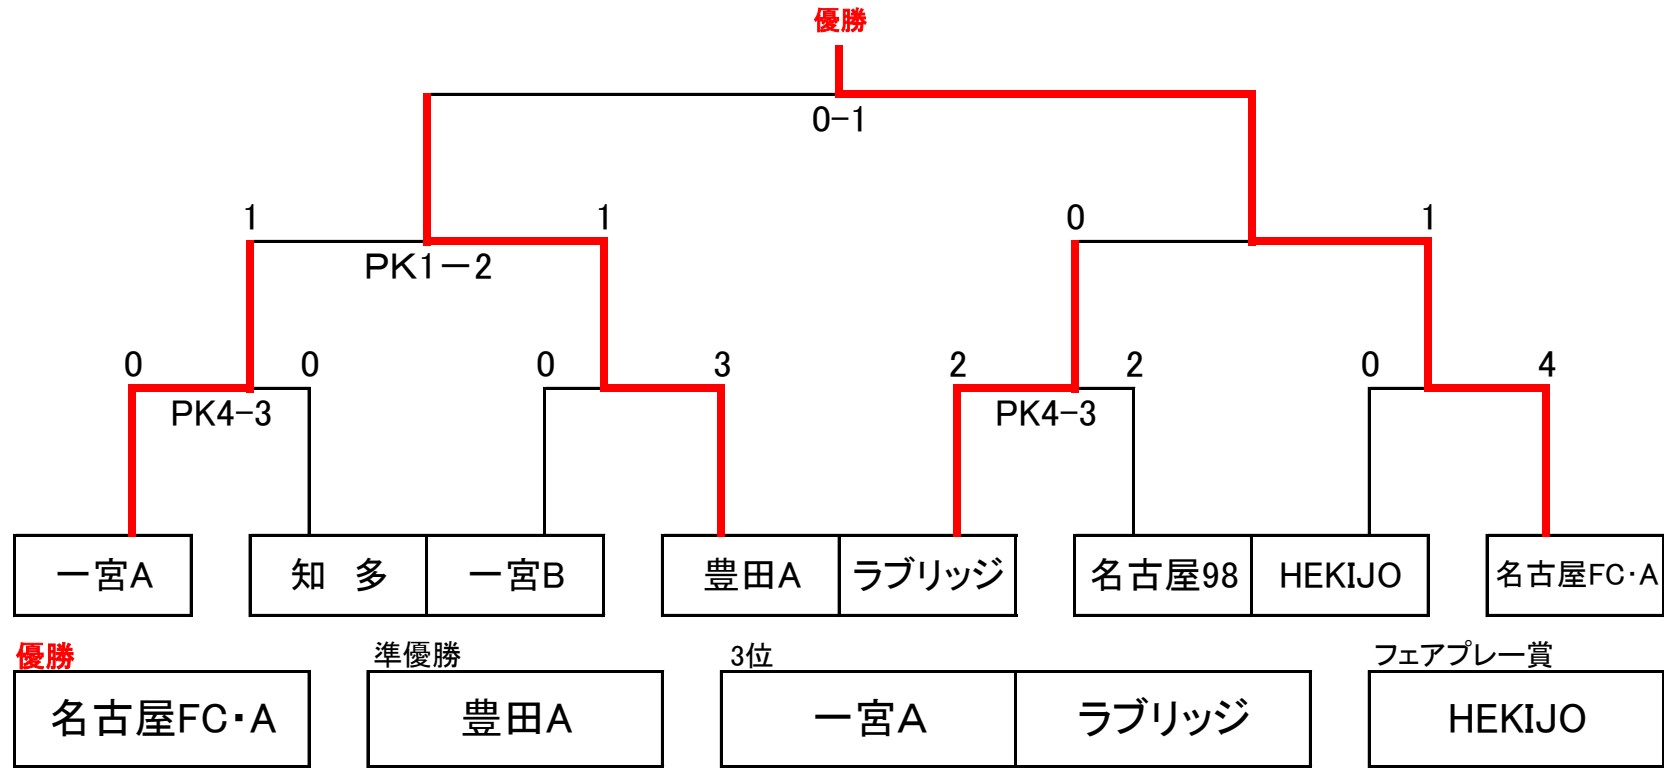 優勝
0-1
1 1 0 1
PK1－2
0 0 0 3 2 2 0 4
PK4-3 PK4-3
一宮A 知 多 一宮B 豊田A ラブリッジ 名古屋98 HEKIJO 名古屋FC・A
優勝 準優勝 3位 フェアプレー賞
名古屋FC・A 豊田A 一宮A ラブリッジ HEKIJO